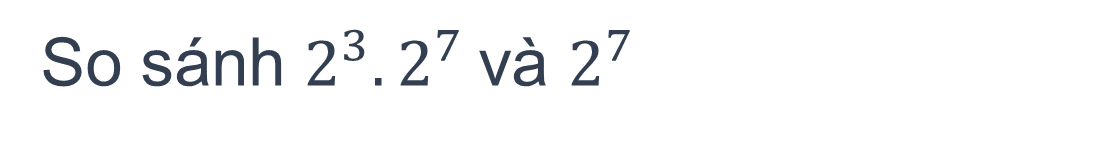 So sánh 2³. 2⁷ và 2⁷